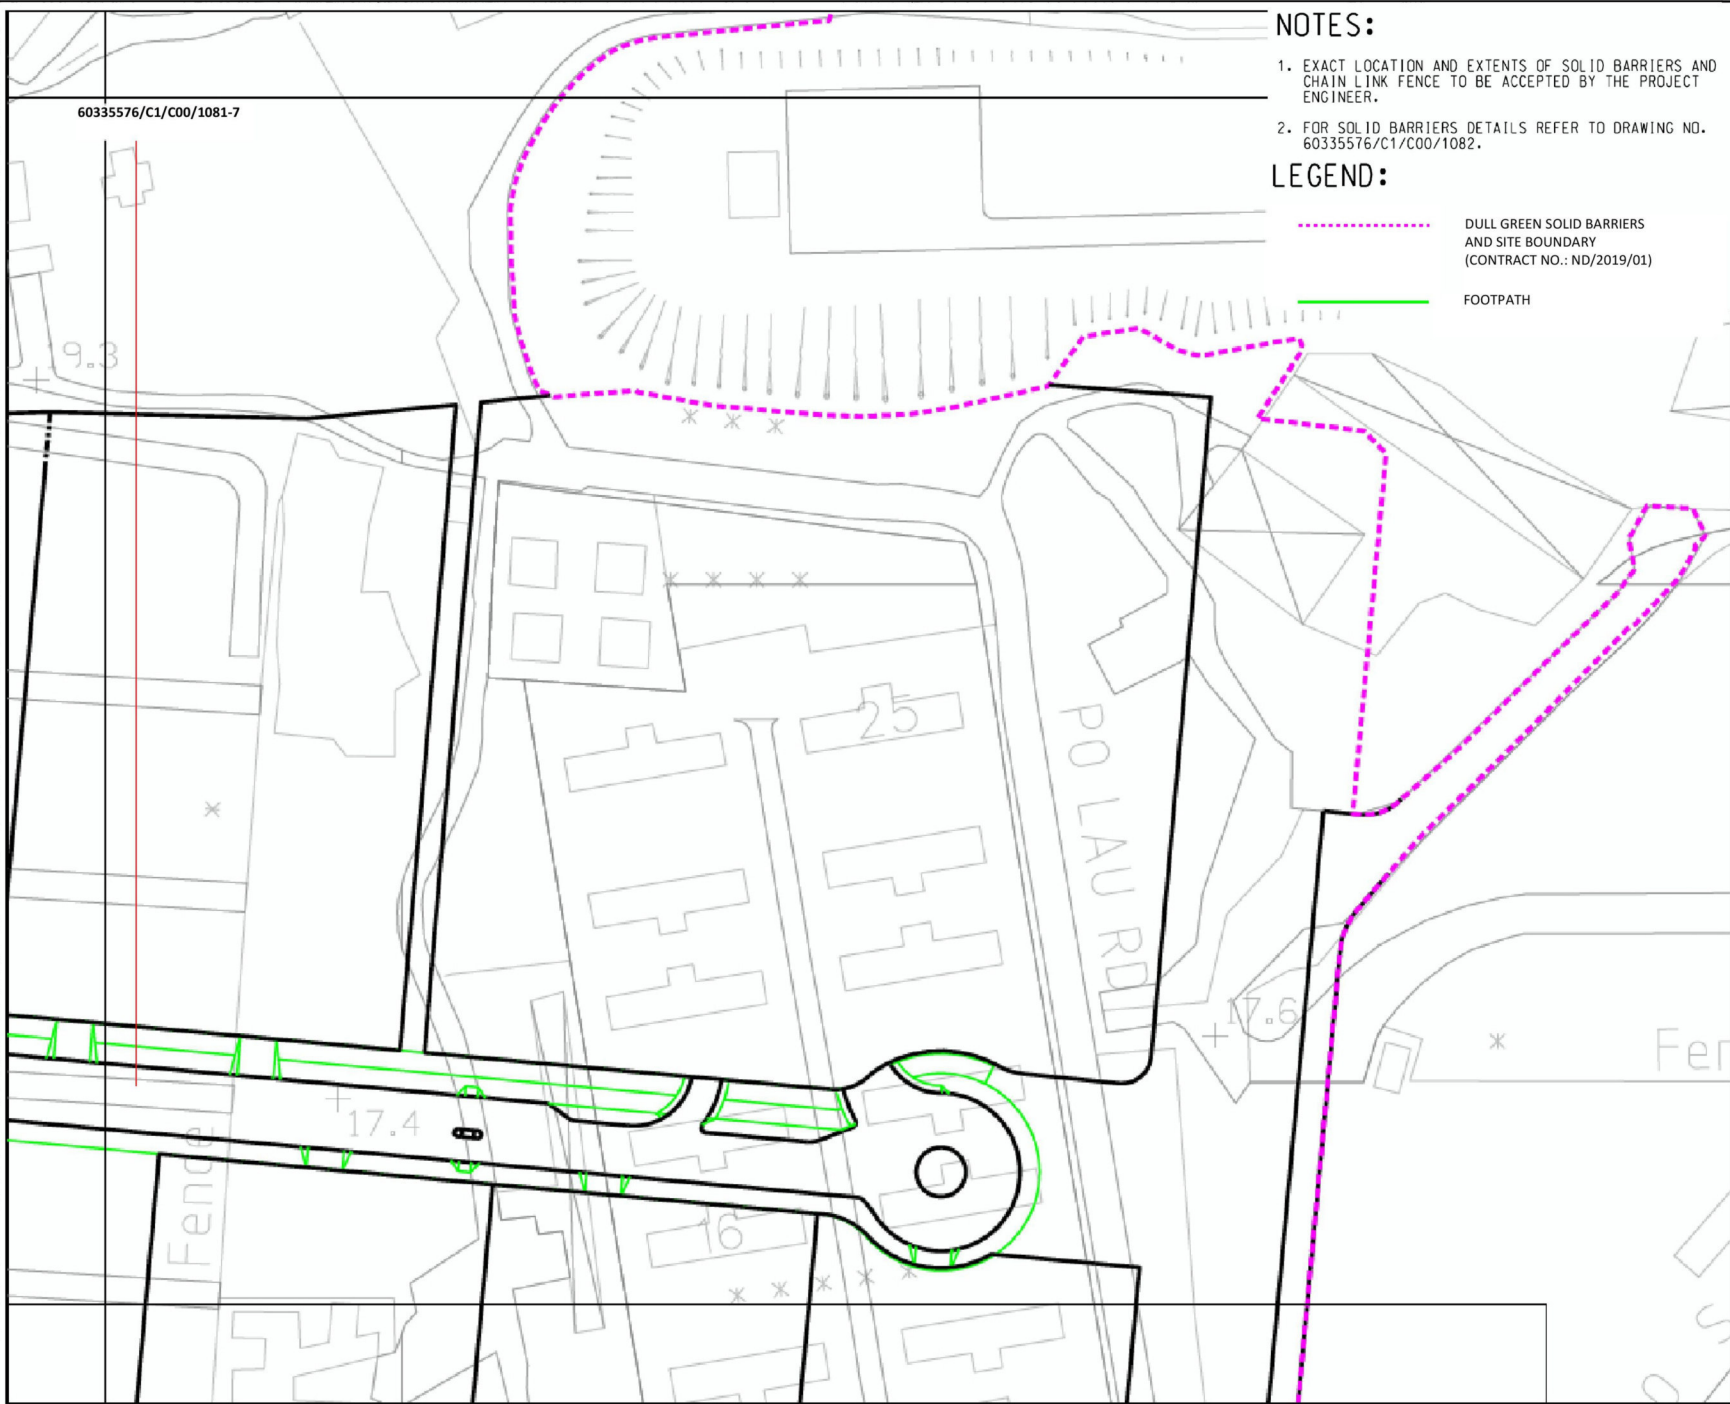 NOTES:
1. EXACT LOCATION AND EXTENTS OF SOLID BARRIERS AND
CHAIN LINK FENCE TO BE ACCEPTED BY THE PROJECT
ENGINEER.
2. FOR SOLID BARRIERS DETAILS REFER TO DRAWING NO.
60335576/C1/C00/1082.
LEGEND:
DULL GREEN SOLID BARRIERS
AND SITE BOUNDARY
(CONTRACT NO.: ND/2019/01)
FOOTPATH
60335576/C1/C00/1081-7
19.3
25
PO LAU RD
17.6
17.4
Fence
16
Fen